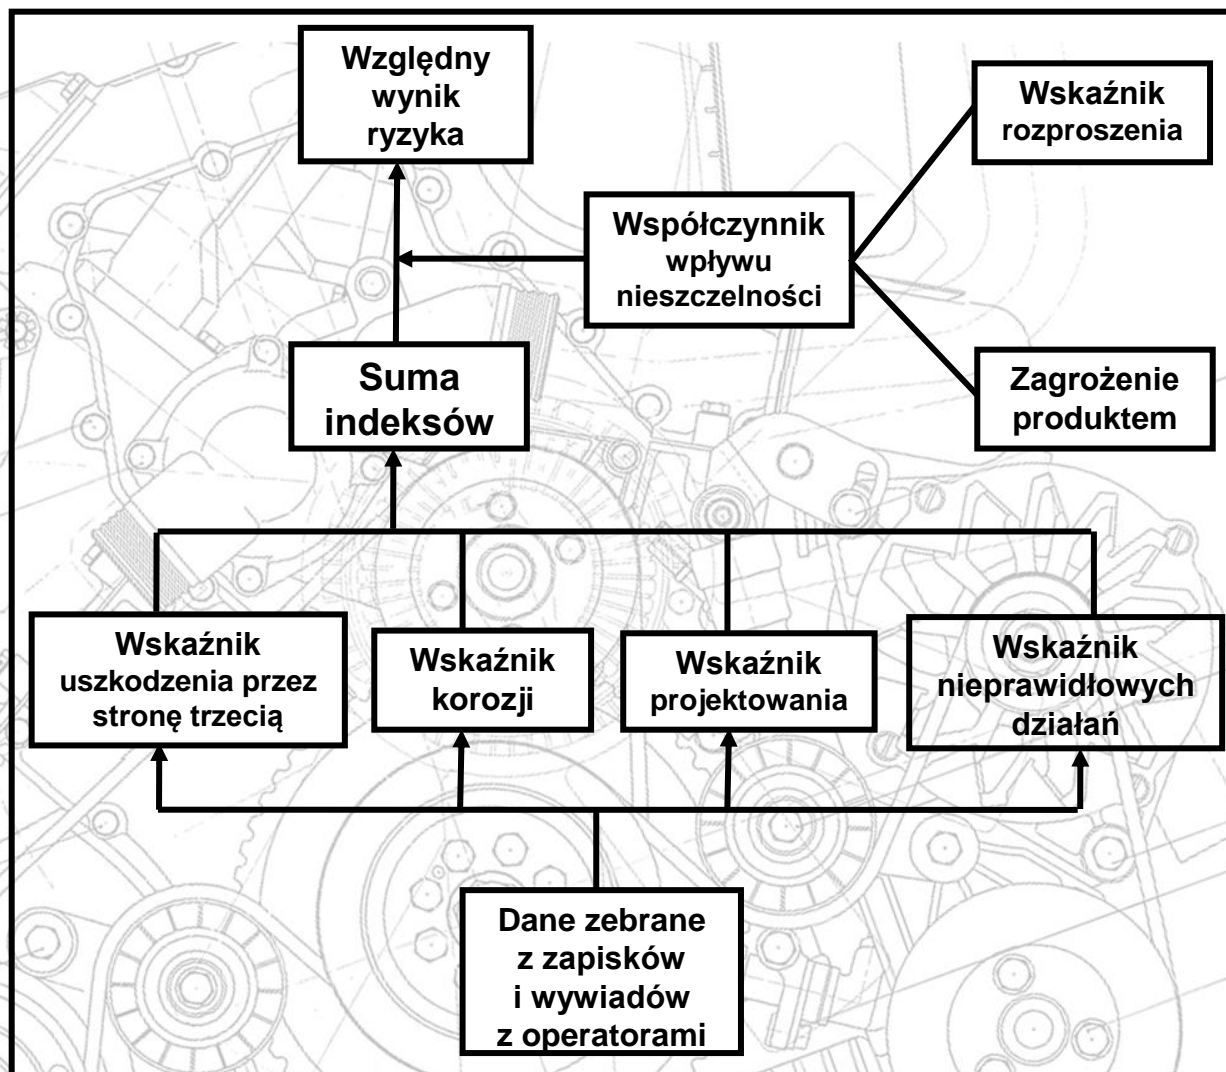 Względny
wynik
ryzyka
Wskaźnik
rozproszenia
Współczynnik
wpływu
nieszczelności
Suma
indeksów
Zagrożenie
produktem
Wskaźnik
uszkodzenia przez
stronę trzecią
Wskaźnik
korozji
Wskaźnik
projektowania
Wskaźnik
nieprawidłowych
działań
Dane zebrane
z zapisków
i wywiadów
z operatorami